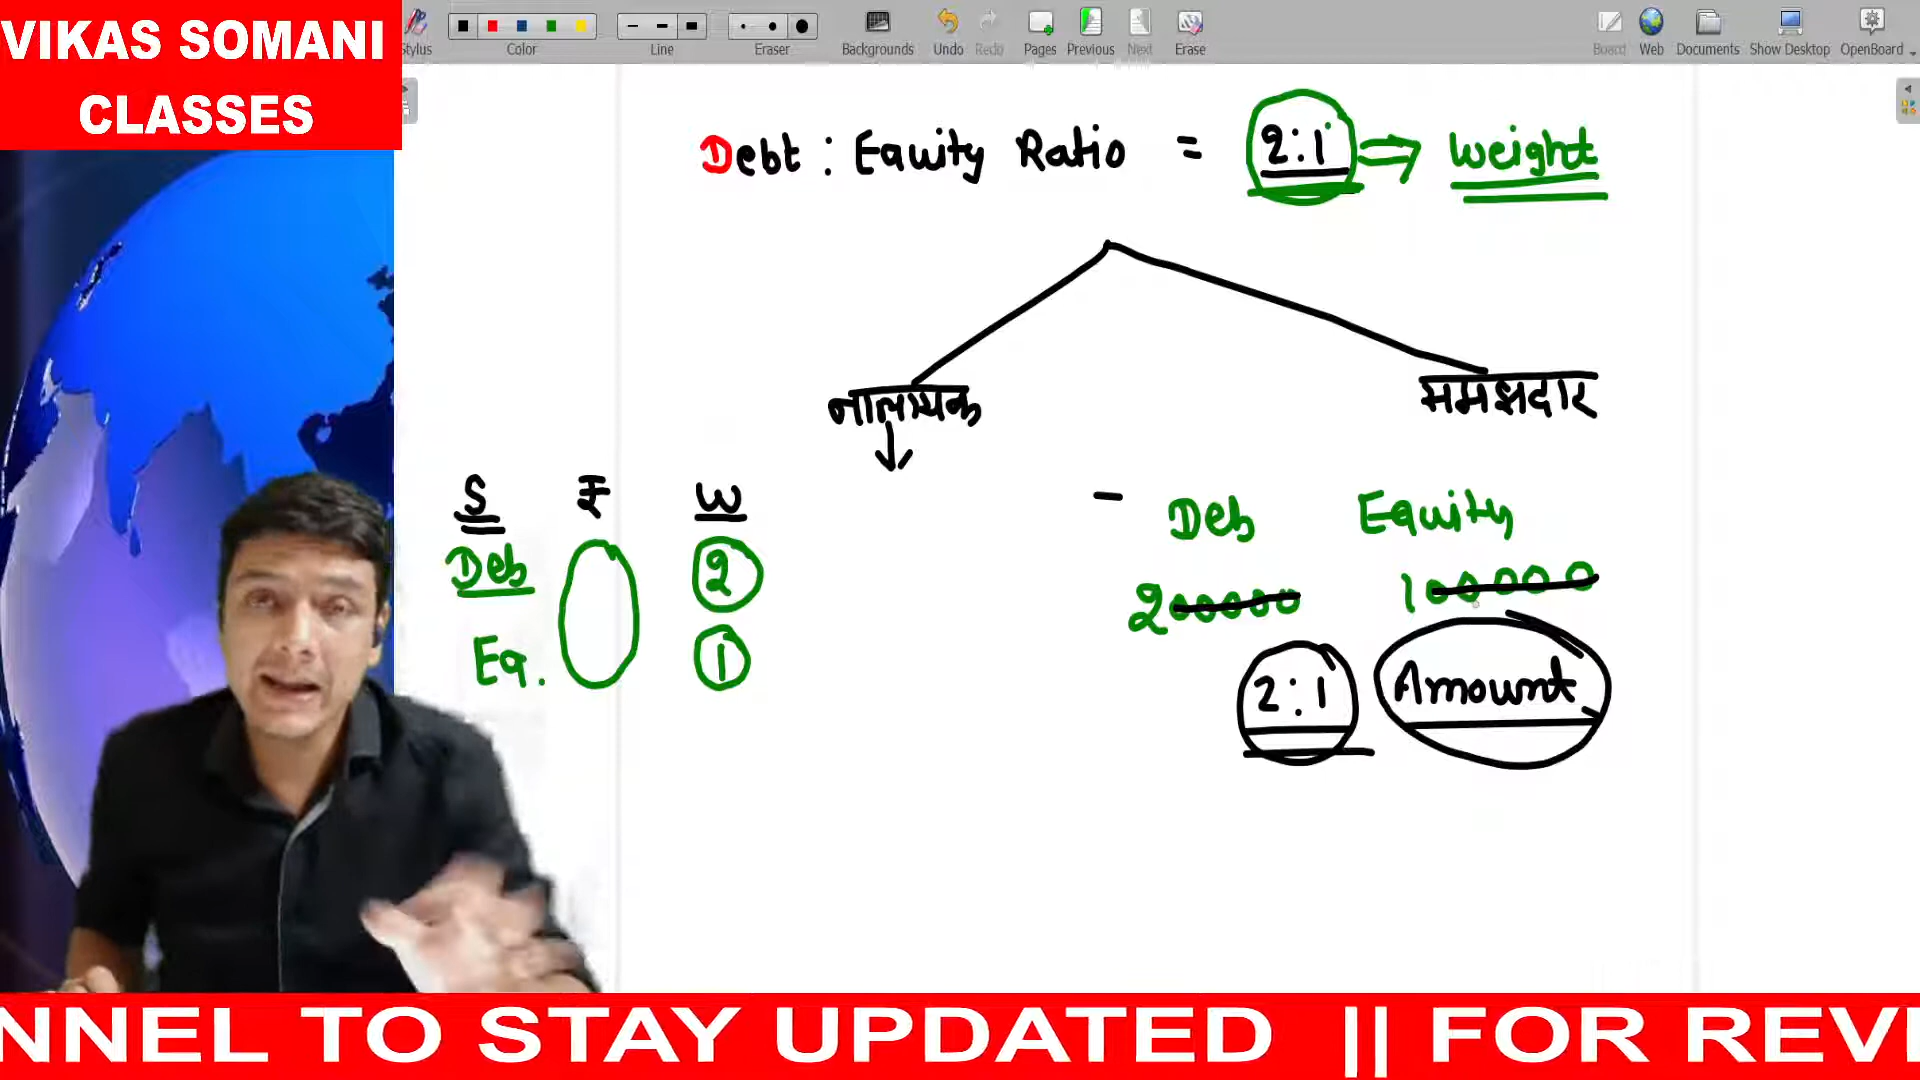 VIKAS SOMANI
CLASSES
Stylus
Color
Line
Eraser
Backgrounds
Undo
Redo
Pages
Previous
Next
Erase
Board
Web
Documents
Show Desktop
OpenBoard
Debt : Equity Ratio = 2:1 ⇒ Weight
नालायक
समझदार
S ₹ W
Deb 2
Eq. 1
- Deb Equity
200000 100000
2:1 Amount
NNEL TO STAY UPDATED || FOR REVI